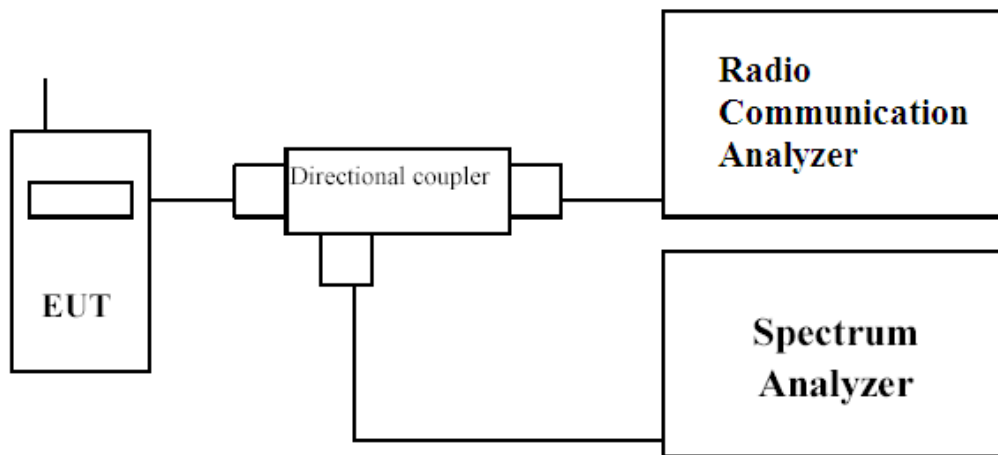 Radio
Communication
Analyzer
Directional coupler
EUT
Spectrum
Analyzer